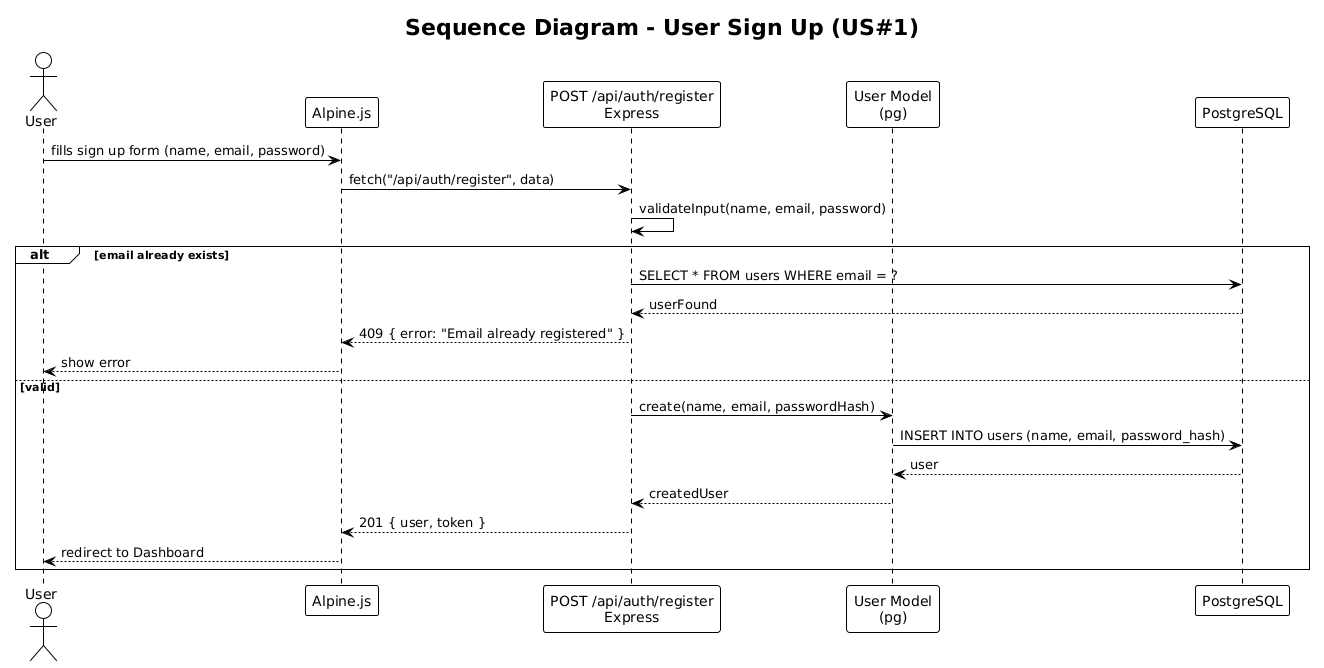 Sequence Diagram - User Sign Up (US#1)
User
Alpine.js
POST /api/auth/register
Express
User Model
(pg)
PostgreSQL
fills sign up form (name, email, password)
fetch("/api/auth/register", data)
validateInput(name, email, password)
alt [email already exists]
SELECT * FROM users WHERE email = ?
userFound
409 { error: "Email already registered" }
show error
[valid]
create(name, email, passwordHash)
INSERT INTO users (name, email, password_hash)
user
createdUser
201 { user, token }
redirect to Dashboard
User
Alpine.js
POST /api/auth/register
Express
User Model
(pg)
PostgreSQL